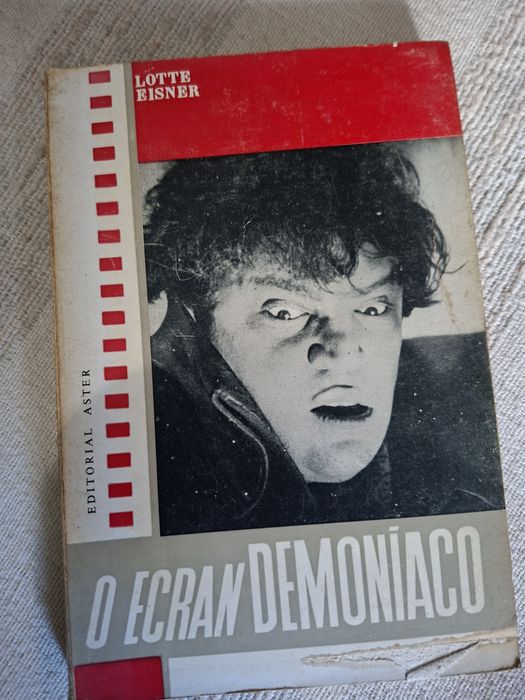 LOTTE
EISNER
EDITORIAL ASTER
O ECRAN DEMONÍACO